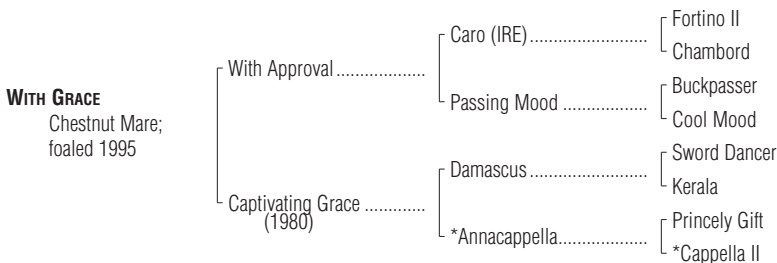 Fortino II
Caro (IRE)..............................
Chambord
With Approval...................
Buckpasser
Passing Mood .....................
Cool Mood
WITH GRACE
Chestnut Mare;
foaled 1995
Sword Dancer
Damascus..............................
Kerala
Captivating Grace .............
(1980)
Princely Gift
*Annacappella......................
*Cappella II